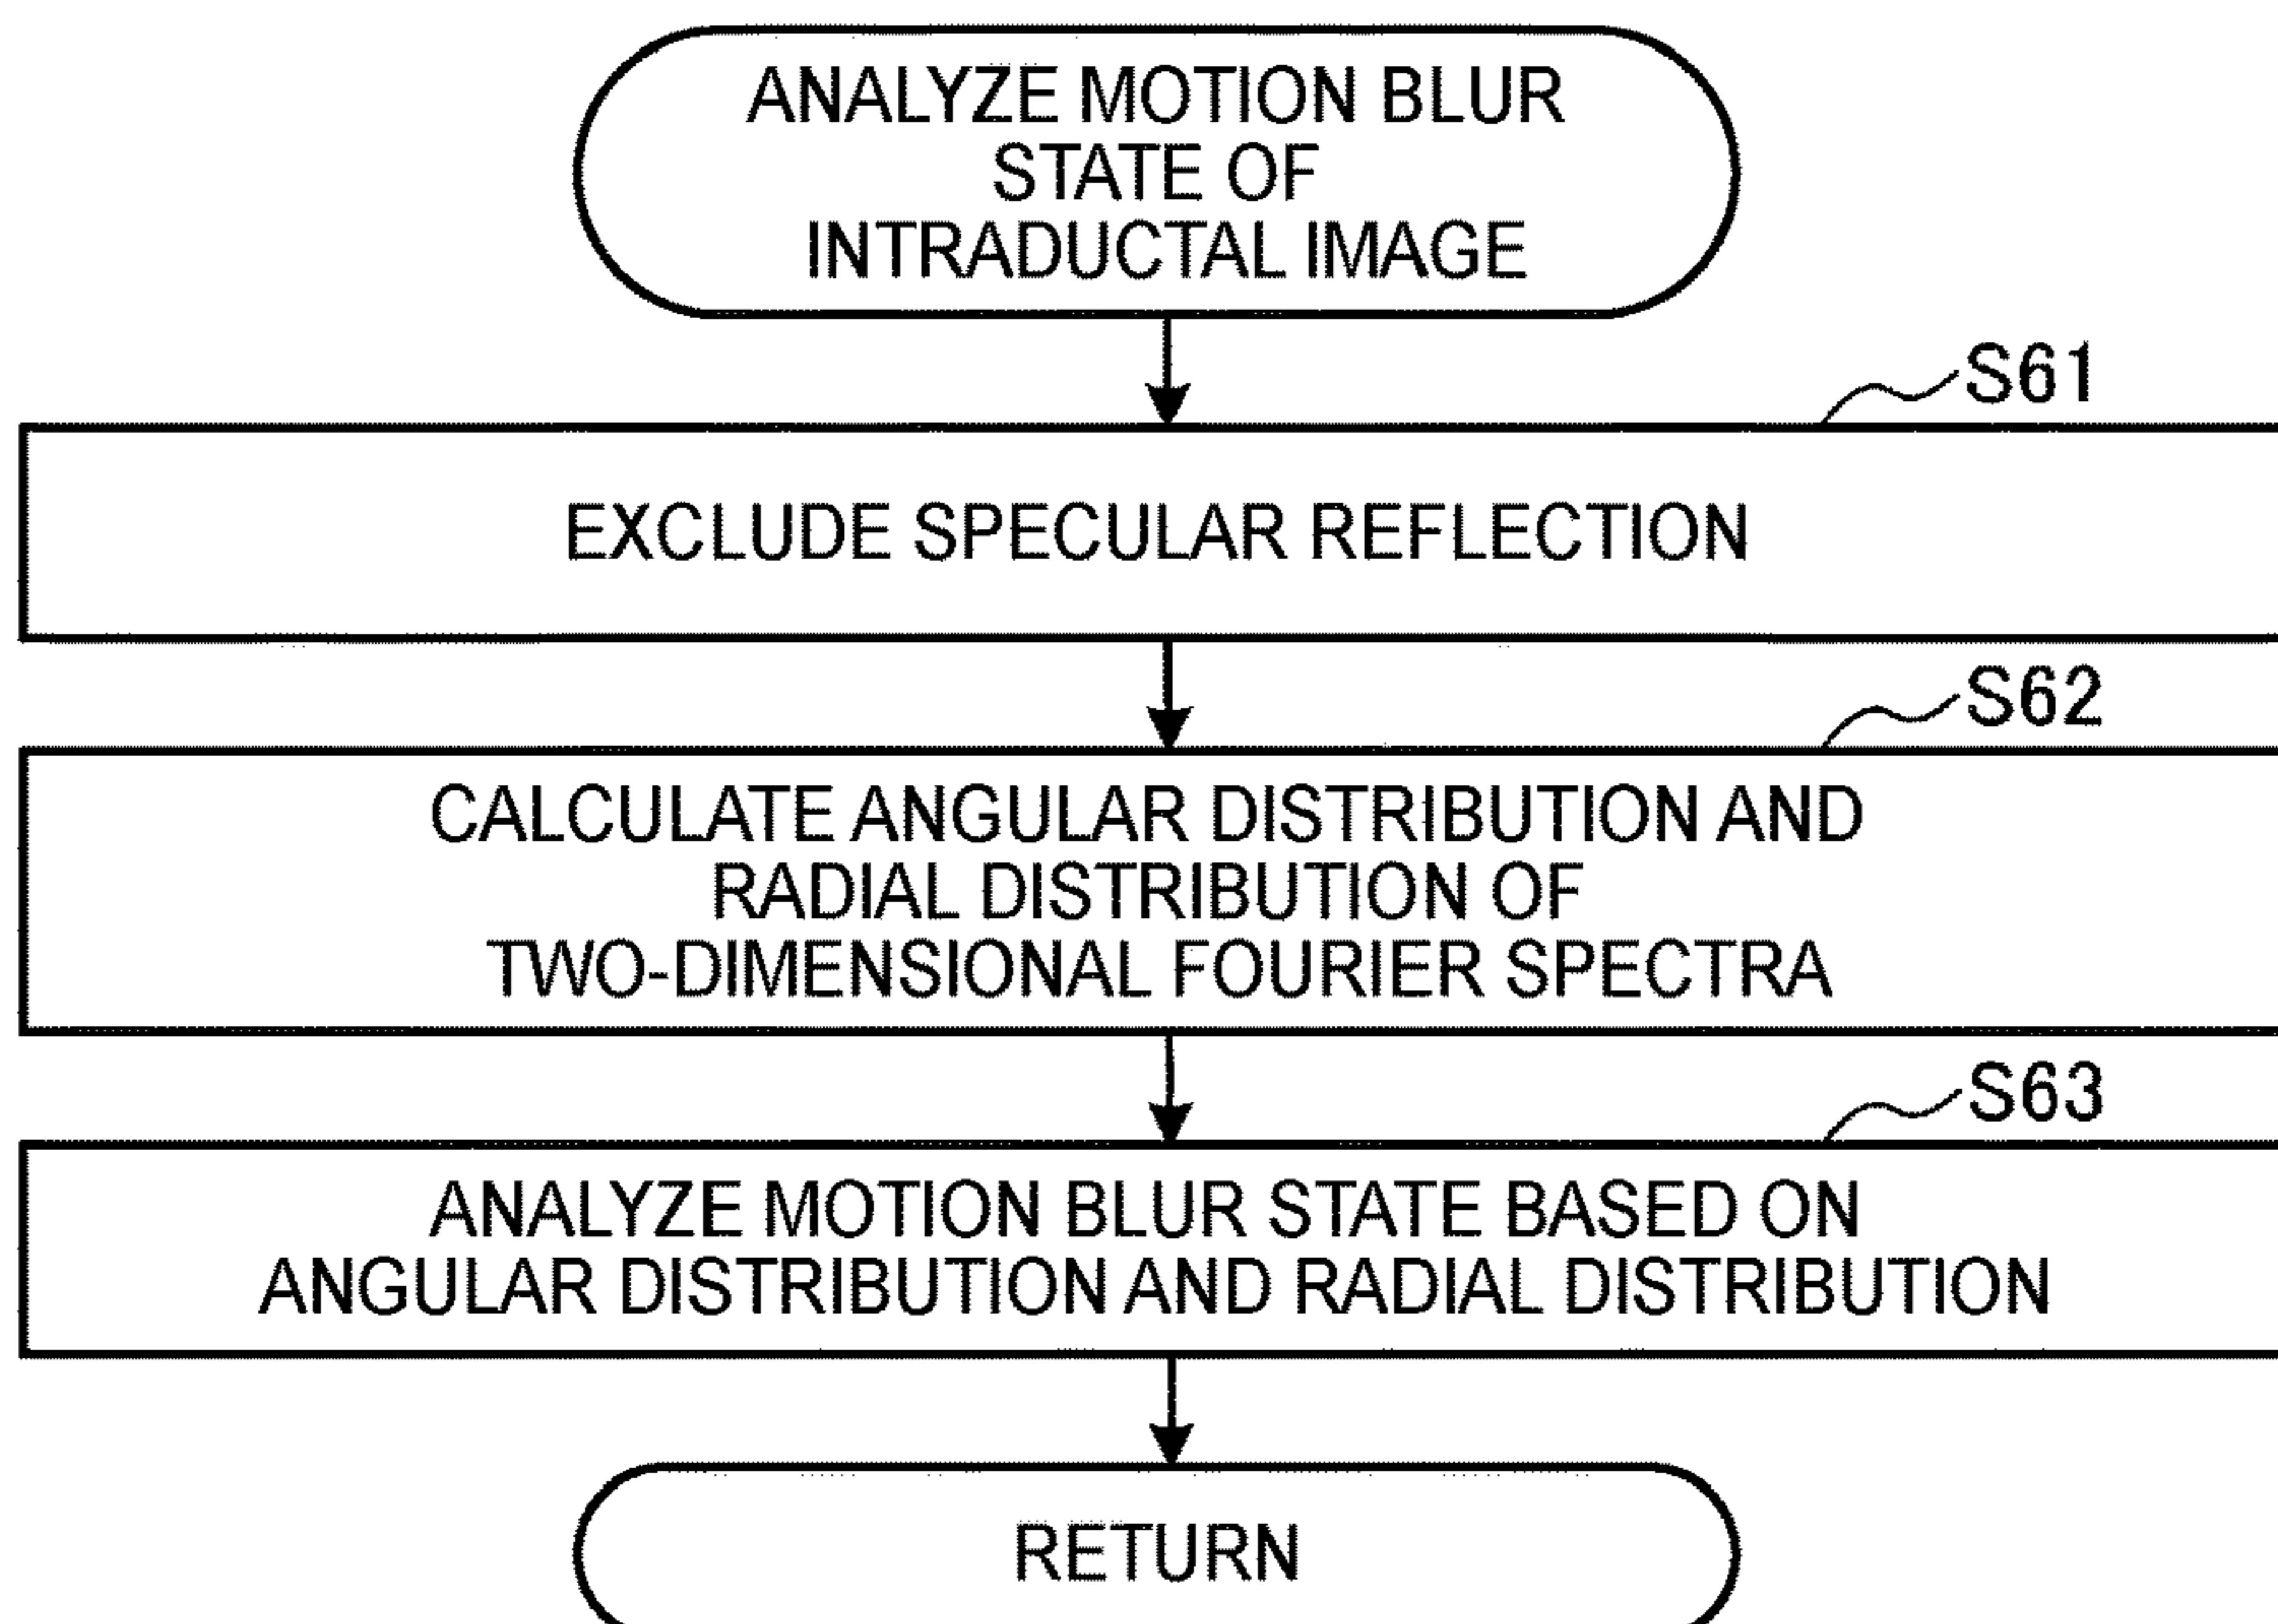 ANALYZE MOTION BLUR
STATE OF
INTRADUCTAL IMAGE
S61
EXCLUDE SPECULAR REFLECTION
S62
CALCULATE ANGULAR DISTRIBUTION AND
RADIAL DISTRIBUTION OF
TWO-DIMENSIONAL FOURIER SPECTRA
S63
ANALYZE MOTION BLUR STATE BASED ON
ANGULAR DISTRIBUTION AND RADIAL DISTRIBUTION
RETURN